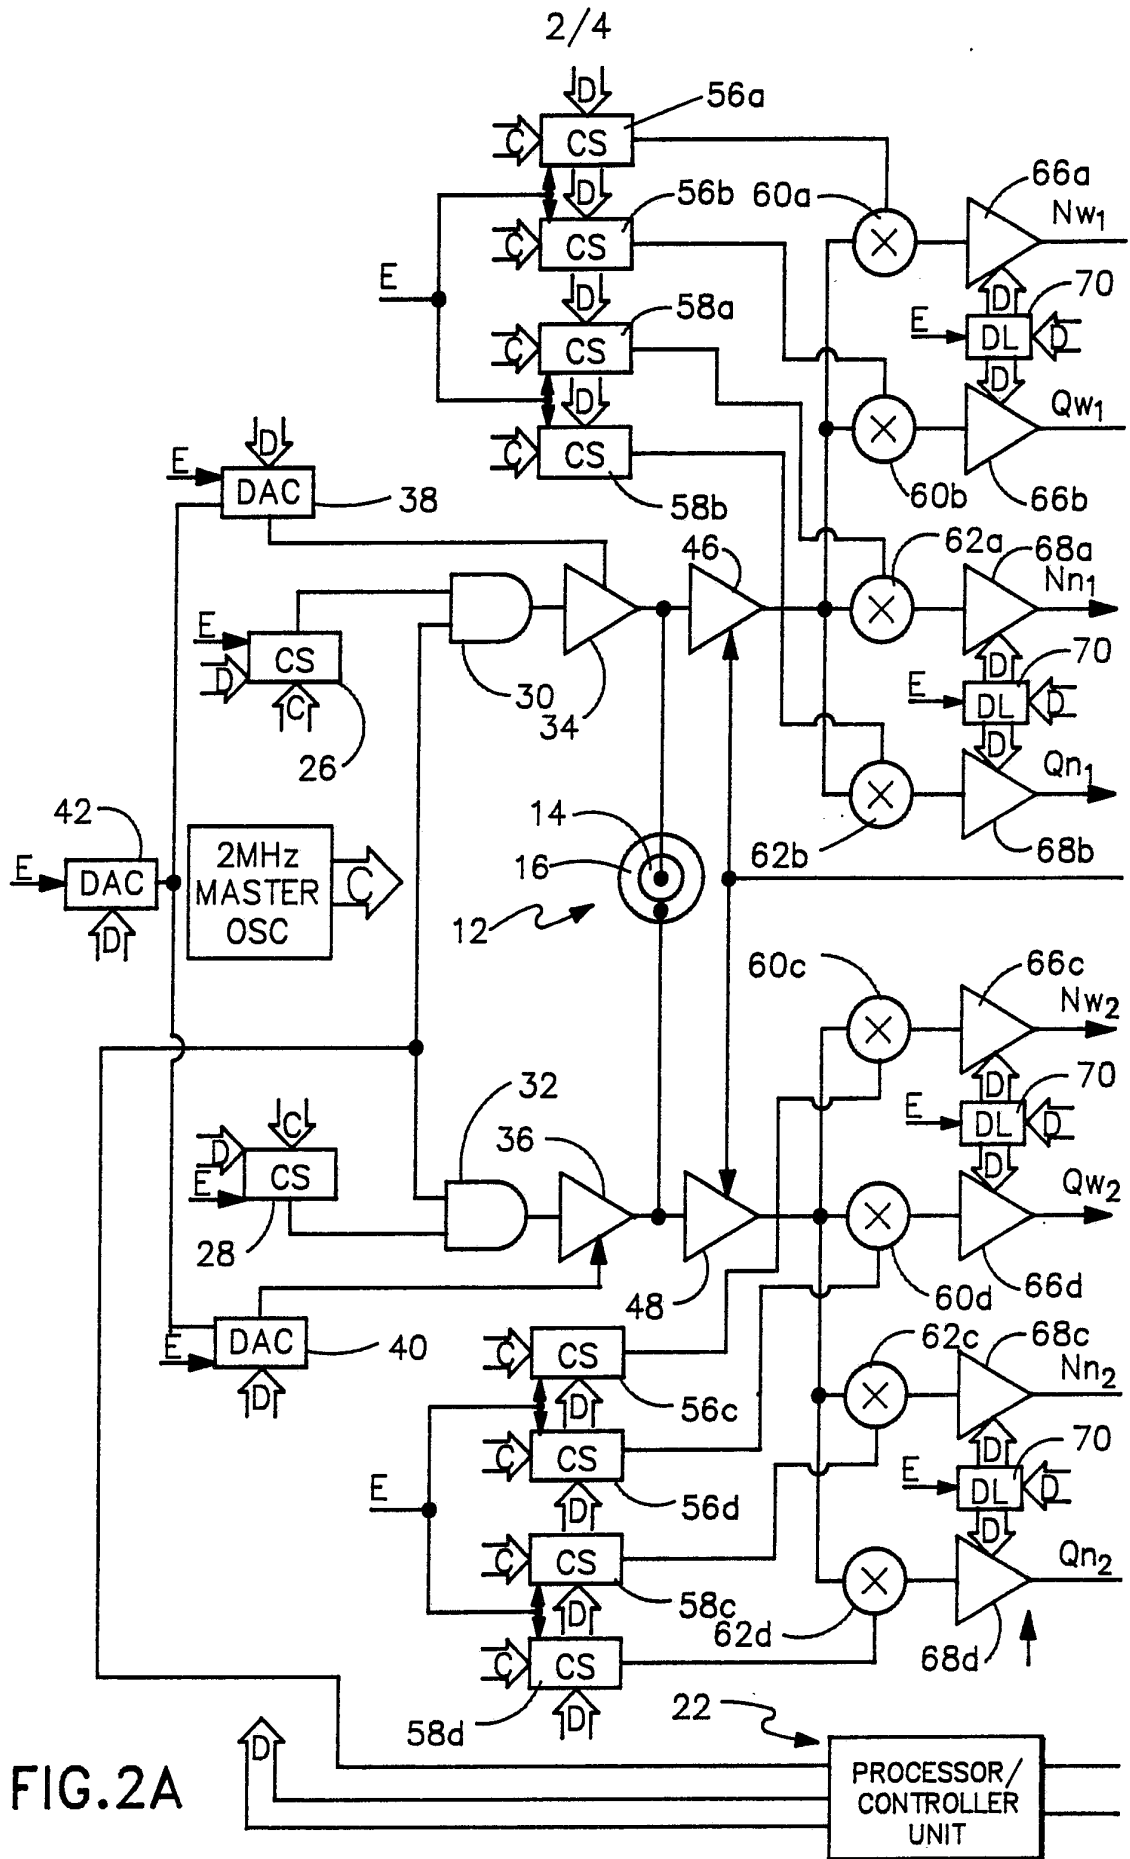 2/4
D
56a
C CS
D
66a
Nw1
56b 60a
C CS
E
D
D
70
E DL D
58a
C CS
D
D
Qw1
C CS
D
E
DAC
38
58b
60b
66b
46
62a
68a
Nn1
E
D
CS
C
30
34
26
D
70
E DL D
D
Qn1
42
E DAC
D
2MHz
MASTER
OSC
C
14
16
12
62b
68b
60c
66c
Nw2
32
C
D
CS
E
28
36
D
70
E DL D
D
Qw2
48
60d
66d
DAC
E
D
40
C CS
56c
D
62c
68c
Nn2
C CS
56d
E
D
D
70
E DL D
D
C CS
58c
D
Qn2
62d
68d
C CS
58d
D
22
D
PROCESSOR/
CONTROLLER
UNIT
FIG.2A